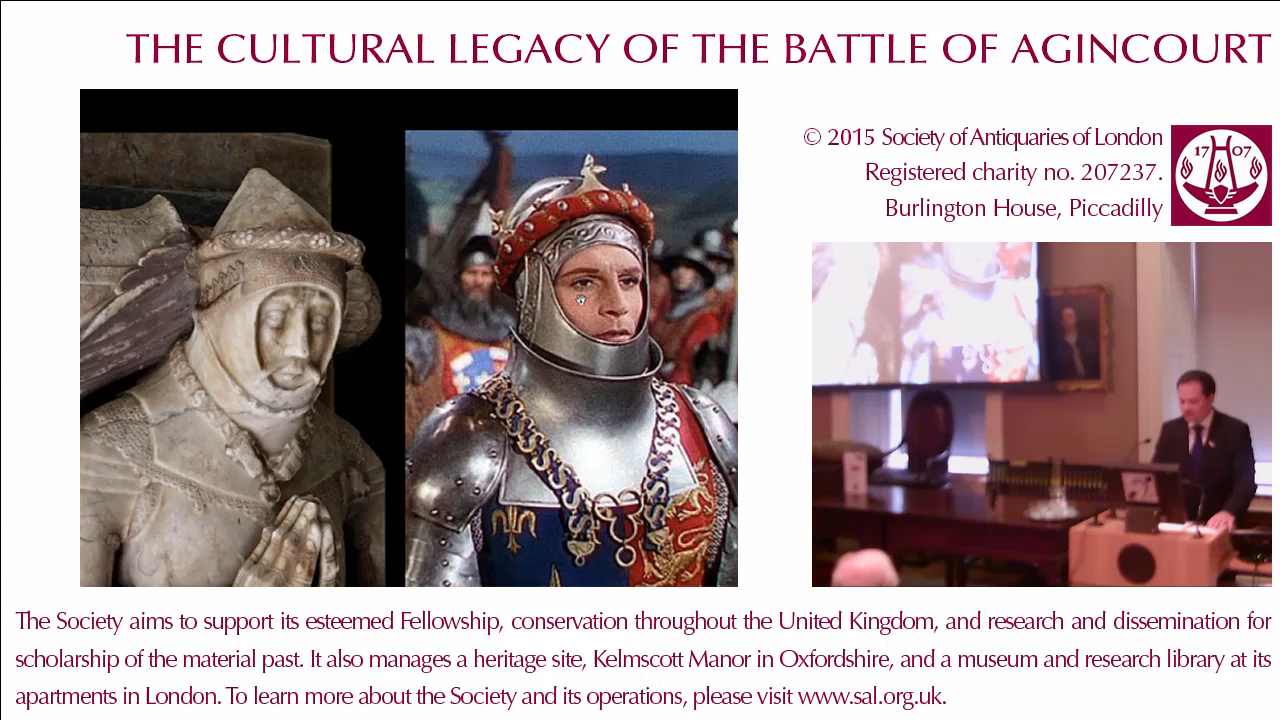 THE CULTURAL LEGACY OF THE BATTLE OF AGINCOURT
© 2015 Society of Antiquaries of London
Registered charity no. 207237.
Burlington House, Piccadilly
17 07
The Society aims to support its esteemed Fellowship, conservation throughout the United Kingdom, and research and dissemination for
scholarship of the material past. It also manages a heritage site, Kelmscott Manor in Oxfordshire, and a museum and research library at its
apartments in London. To learn more about the Society and its operations, please visit www.sal.org.uk.